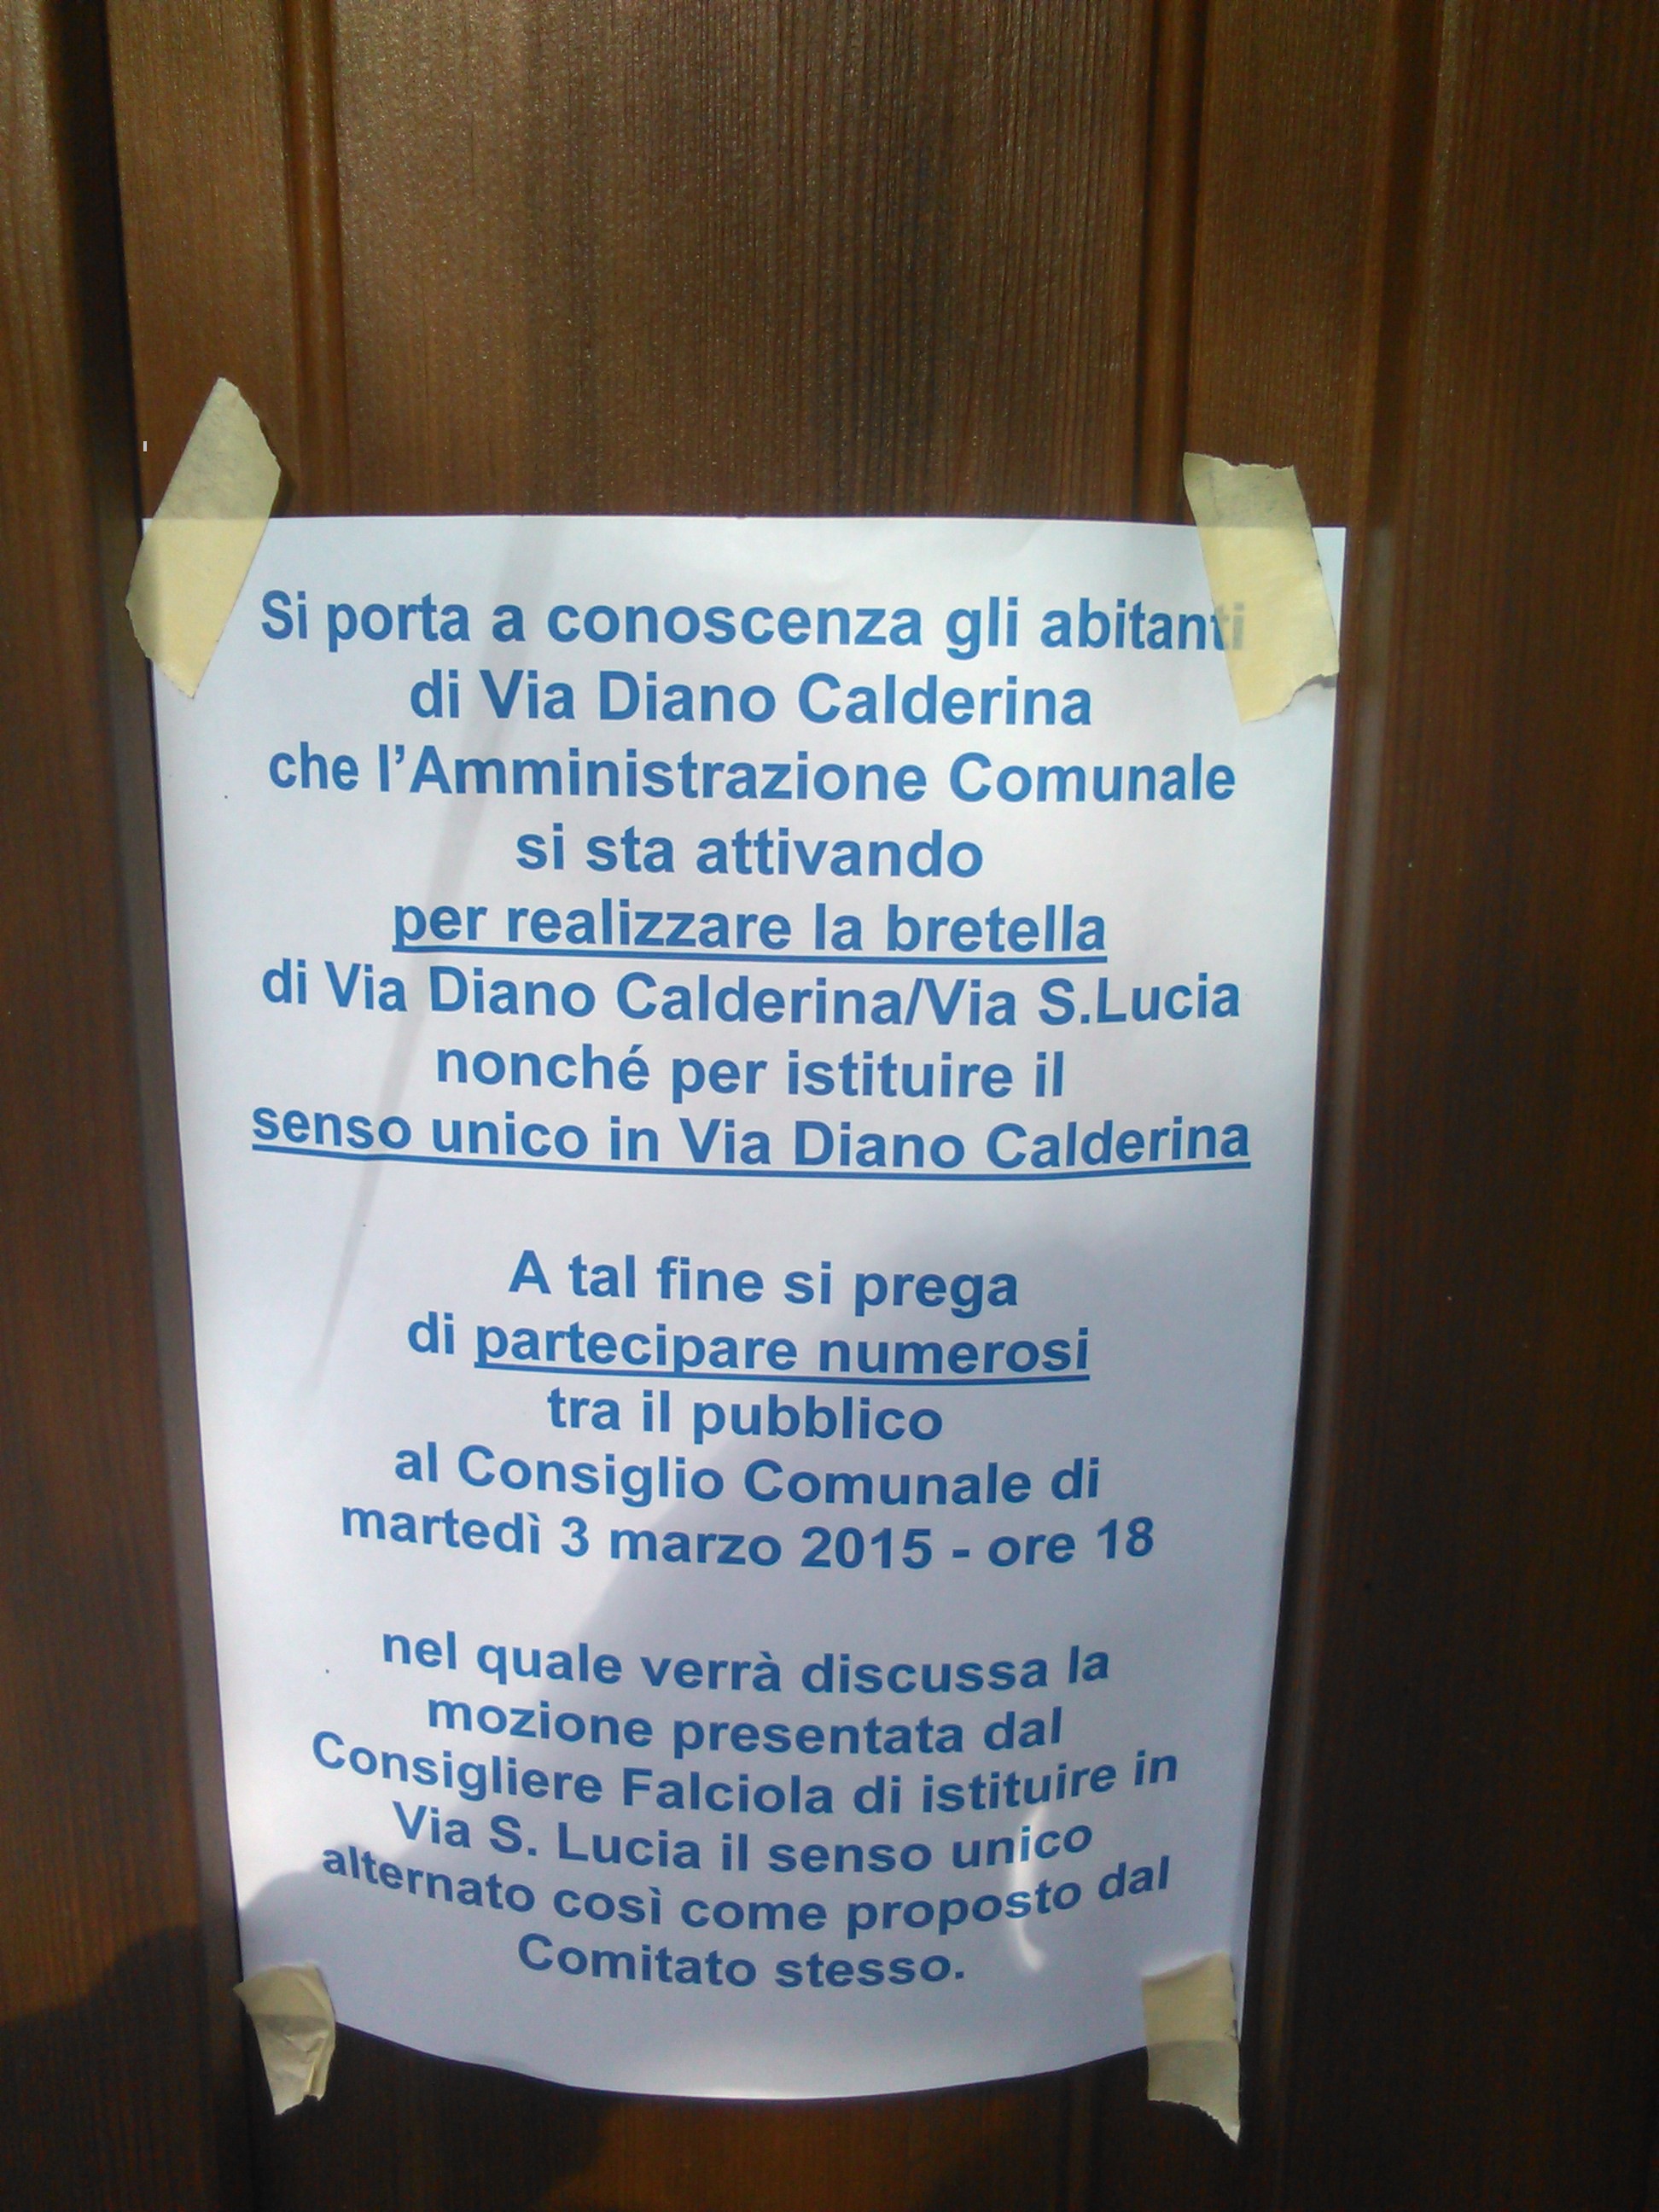 Si porta a conoscenza gli abitanti
di Via Diano Calderina
che l'Amministrazione Comunale
si sta attivando
per realizzare la bretella
di Via Diano Calderina/Via S.Lucia
nonché per istituire il
senso unico in Via Diano Calderina
A tal fine si prega
di partecipare numerosi
tra il pubblico
al Consiglio Comunale di
martedì 3 marzo 2015 - ore 18
nel quale verrà discussa la
mozione presentata dal
Consigliere Falciola di istituire in
Via S. Lucia il senso unico
alternato così come proposto dal
Comitato stesso.